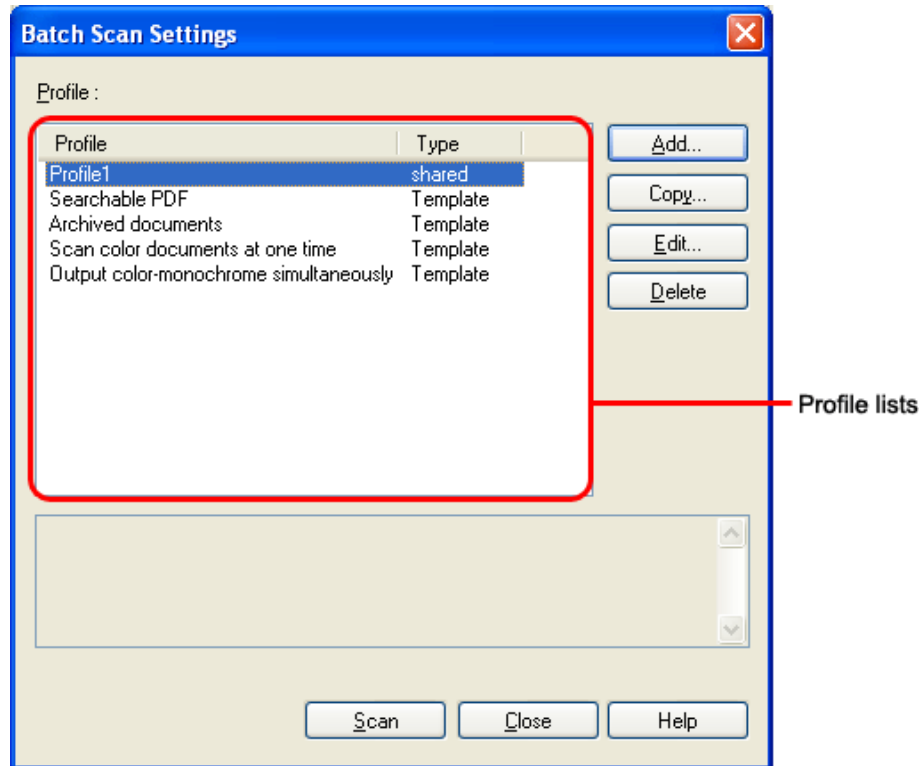 Batch Scan Settings
Profile :
Profile Type
Add...
Profile1 shared
Searchable PDF Template
Copy...
Archived documents Template
Scan color documents at one time Template
Edit...
Output color-monochrome simultaneously Template
Delete
Profile lists
Scan Close Help